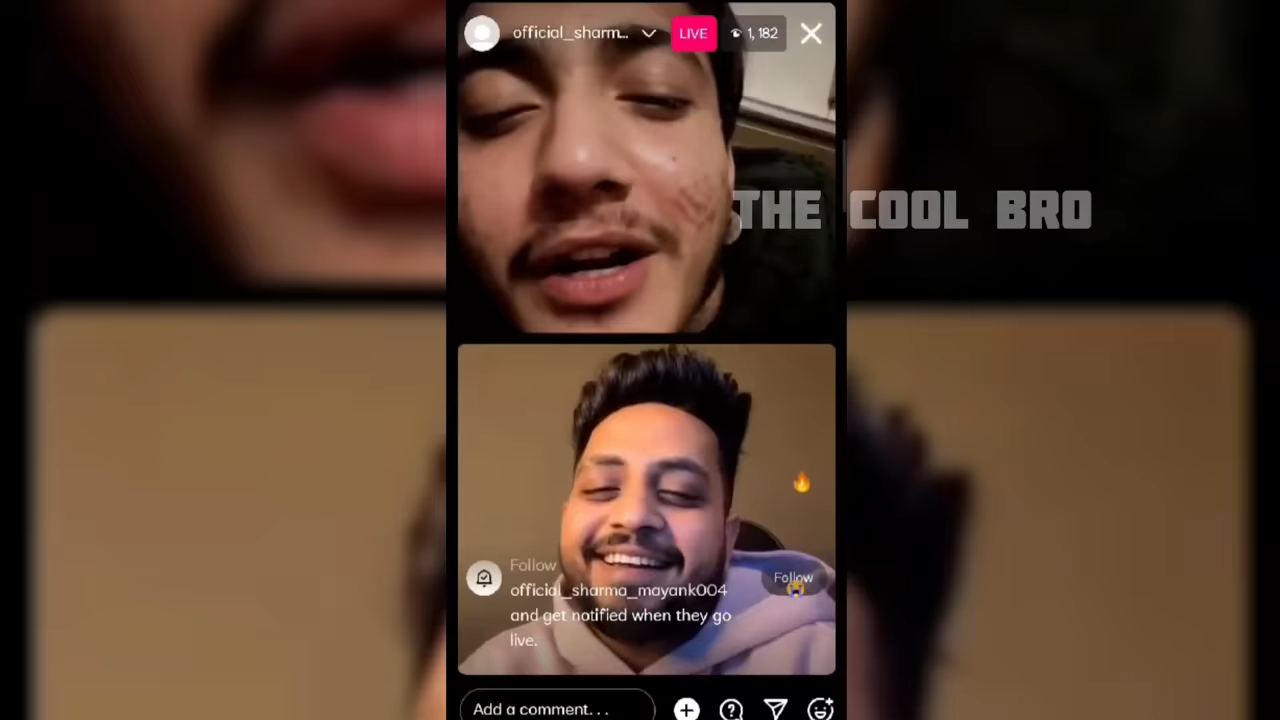 official_sharm...
LIVE
1, 182
THE COOL BRO
Follow
official_sharma_mayank004
and get notified when they go
live.
Follow
Add a comment. . .